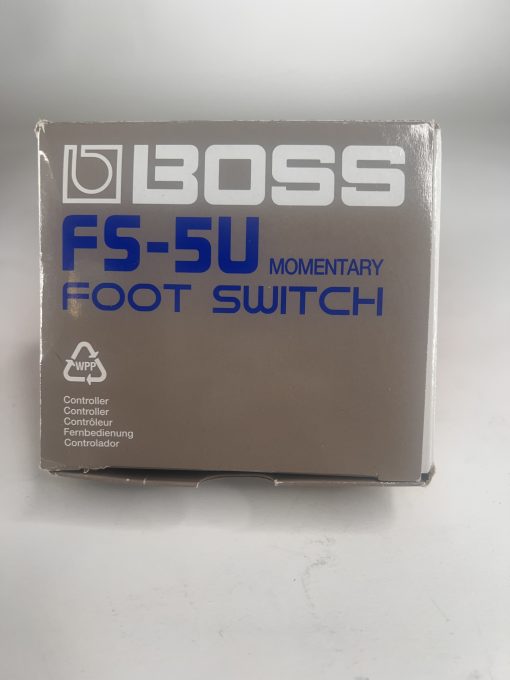 BOSS
FS-5U MOMENTARY
FOOT SWITCH
WPP
Controller
Controller
Contrôleur
Fernbedienung
Controlador